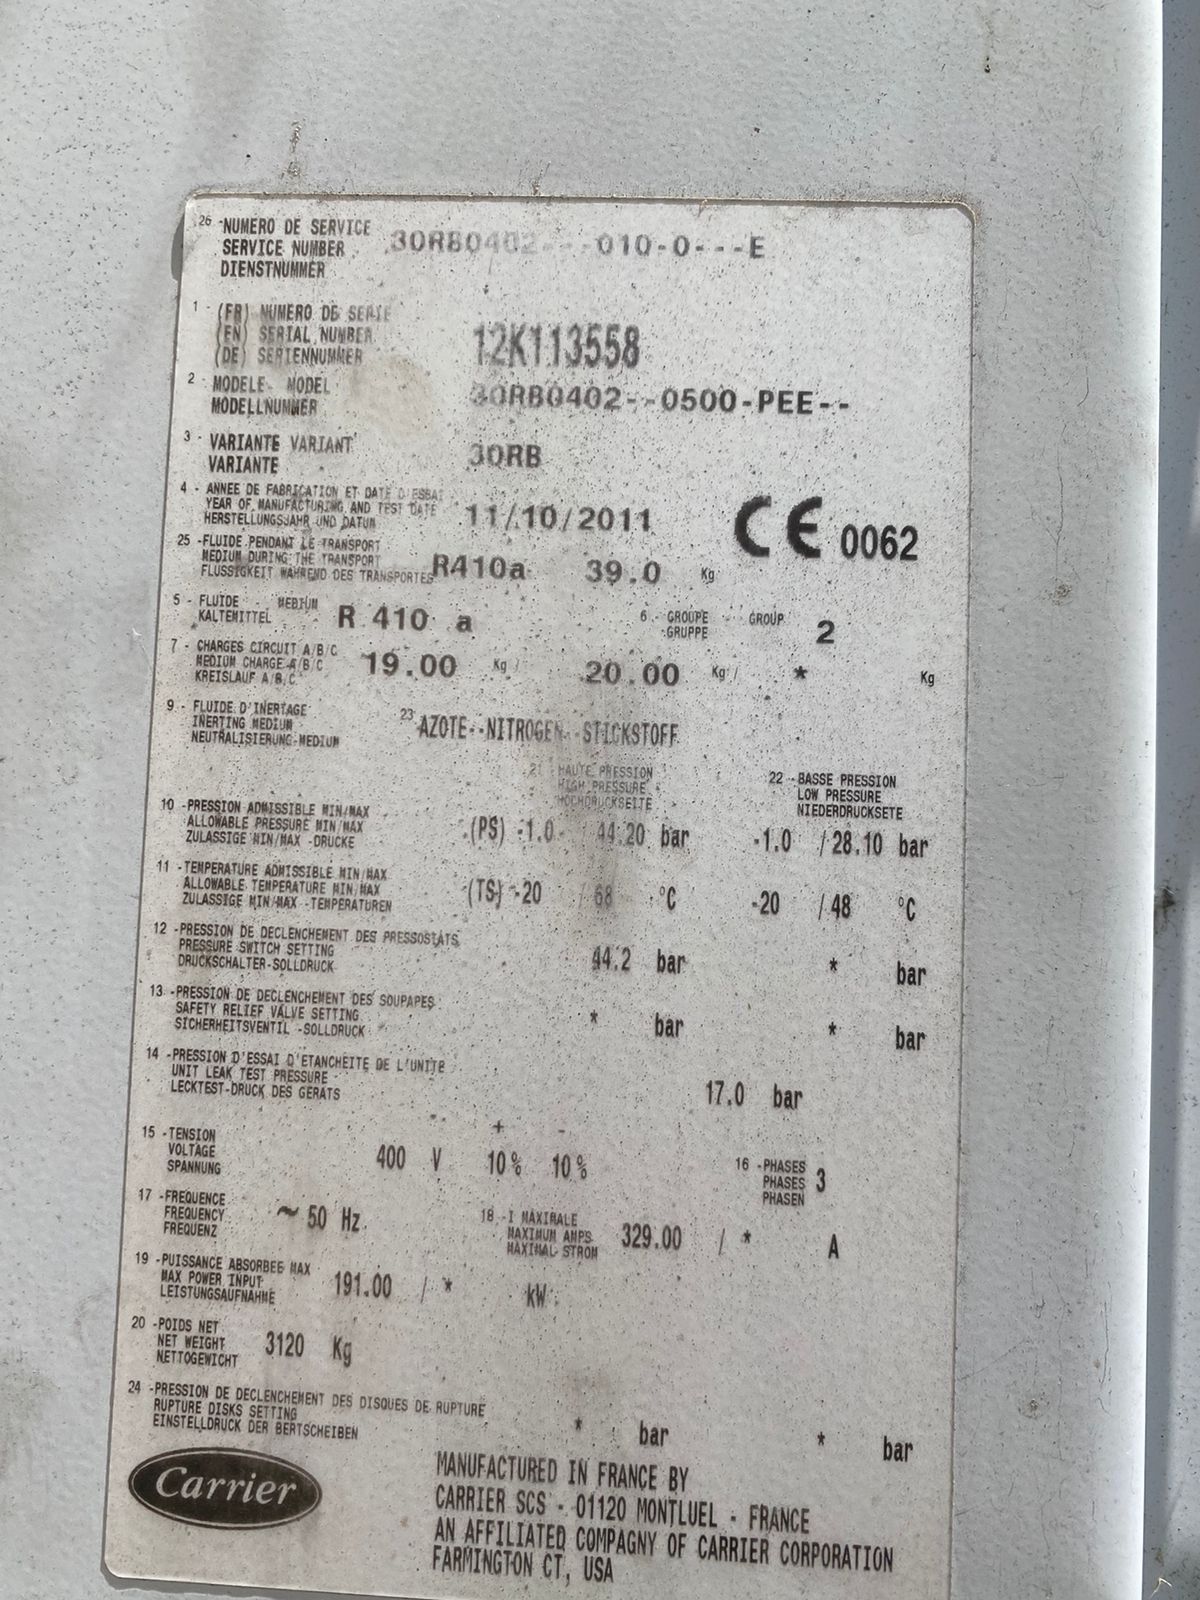 26 -NUMERO DE SERVICE
SERVICE NUMBER 30RB0402---010-0---E
DIENSTNUMMER
1 - (FR) NUMERO DE SERIE
(EN) SERIAL NUMBER 12K113558
(DE) SERIENNUMMER
2 - MODELE MODEL 30RB0402--0500-PEE--
MODELLNUMMER
3 - VARIANTE VARIANT 30RB
VARIANTE
4 - ANNEE DE FABRICATION ET DATE D'ESSAI
YEAR OF MANUFACTURING AND TEST DATE 11/10/2011
HERSTELLUNGSJAHR UND DATUM
CE 0062
25 -FLUIDE PENDANT LE TRANSPORT
MEDIUM DURING THE TRANSPORT R410a 39.0 Kg
FLUSSIGKEIT WAHREND DES TRANSPORTES
5 - FLUIDE MEDIUM R 410 a 6 - GROUPE GROUP 2
KALTEMITTEL -GRUPPE
7 - CHARGES CIRCUIT A/B/C
MEDIUM CHARGE A/B/C 19.00 Kg / 20.00 Kg / * Kg
KREISLAUF A/B/C
9 - FLUIDE D'INERTAGE
INERTING MEDIUM 23 AZOTE--NITROGEN--STICKSTOFF
NEUTRALISIERUNG-MEDIUM
21 -HAUTE PRESSION 22 -BASSE PRESSION
HIGH PRESSURE LOW PRESSURE
HOCHDRUCKSEITE NIEDERDRUCKSETE
10 -PRESSION ADMISSIBLE MIN/MAX
ALLOWABLE PRESSURE MIN/MAX (PS) -1.0 / 44.20 bar -1.0 / 28.10 bar
ZULASSIGE MIN/MAX -DRUCKE
11 -TEMPERATURE ADMISSIBLE MIN/MAX
ALLOWABLE TEMPERATURE MIN/MAX (TS) -20 / 68 °C -20 / 48 °C
ZULASSIGE MIN/MAX -TEMPERATUREN
12 -PRESSION DE DECLENCHEMENT DES PRESSOSTATS
PRESSURE SWITCH SETTING 44.2 bar * bar
DRUCKSCHALTER-SOLLDRUCK
13 -PRESSION DE DECLENCHEMENT DES SOUPAPES
SAFETY RELIEF VALVE SETTING * bar * bar
SICHERHEITSVENTIL -SOLLDRUCK
14 -PRESSION D'ESSAI D'ETANCHEITE DE L'UNITE
UNIT LEAK TEST PRESSURE 17.0 bar
LECKTEST-DRUCK DES GERATS
15 -TENSION + -
VOLTAGE 400 V 10% 10%
SPANNUNG
16 -PHASES
PHASES 3
PHASEN
17 -FREQUENCE
FREQUENCY ~ 50 Hz
FREQUENZ
18 -I MAXIMALE
MAXIMUM AMPS 329.00 / * A
MAXIMAL-STROM
19 -PUISSANCE ABSORBEE MAX
MAX POWER INPUT 191.00 / * kW
LEISTUNGSAUFNAHME
20 -POIDS NET
NET WEIGHT 3120 Kg
NETTOGEWICHT
24 -PRESSION DE DECLENCHEMENT DES DISQUES DE RUPTURE
RUPTURE DISKS SETTING * bar * bar
EINSTELLDRUCK DER BERTSCHEIBEN
Carrier
MANUFACTURED IN FRANCE BY
CARRIER SCS - 01120 MONTLUEL - FRANCE
AN AFFILIATED COMPAGNY OF CARRIER CORPORATION
FARMINGTON CT, USA